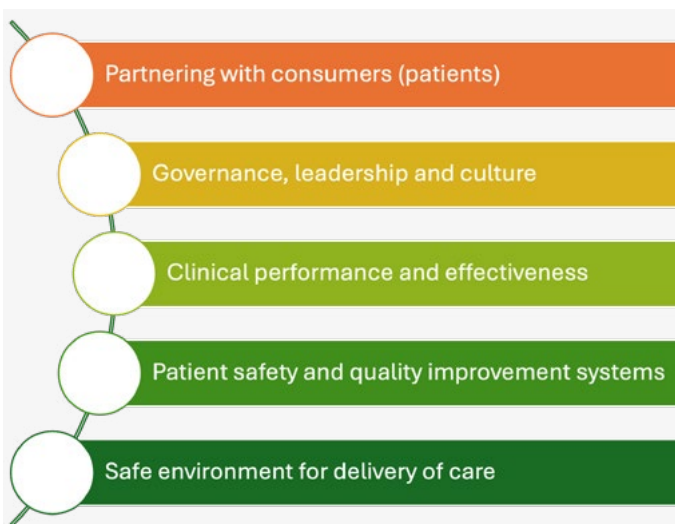 Partnering with consumers (patients)
Governance, leadership and culture
Clinical performance and effectiveness
Patient safety and quality improvement systems
Safe environment for delivery of care